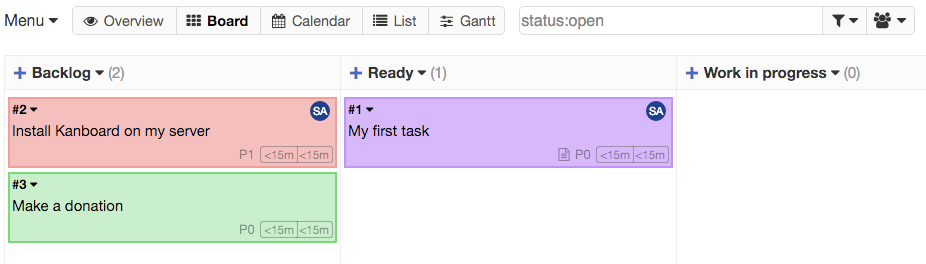 Menu Overview Board Calendar List Gantt status:open
+ Backlog (2) + Ready (1) + Work in progress (0)
#2 SA
Install Kanboard on my server
P1 <15m <15m
#3
Make a donation
P0 <15m <15m
#1 SA
My first task
P0 <15m <15m